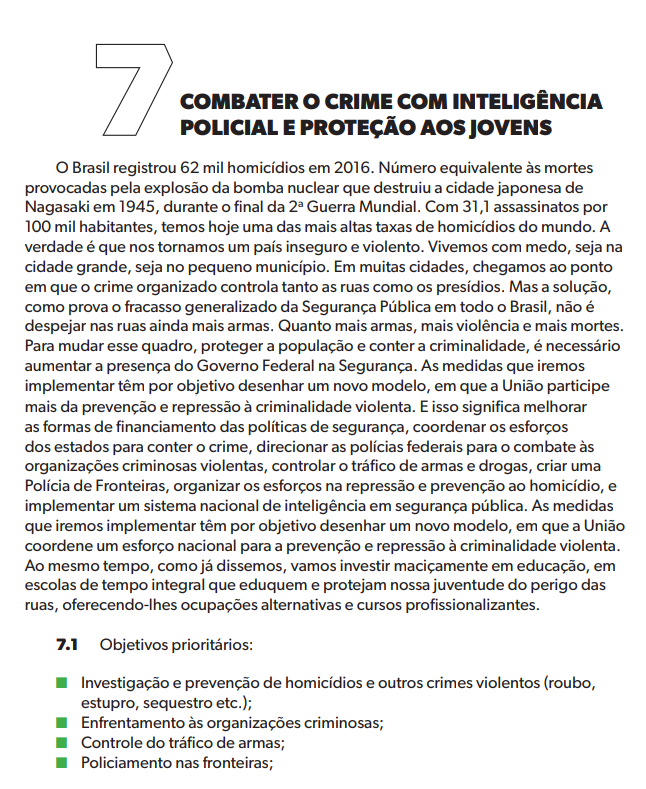 7
COMBATER O CRIME COM INTELIGÊNCIA
POLICIAL E PROTEÇÃO AOS JOVENS
O Brasil registrou 62 mil homicídios em 2016. Número equivalente às mortes
provocadas pela explosão da bomba nuclear que destruiu a cidade japonesa de
Nagasaki em 1945, durante o final da 2ª Guerra Mundial. Com 31,1 assassinatos por
100 mil habitantes, temos hoje uma das mais altas taxas de homicídios do mundo. A
verdade é que nos tornamos um país inseguro e violento. Vivemos com medo, seja na
cidade grande, seja no pequeno município. Em muitas cidades, chegamos ao ponto
em que o crime organizado controla tanto as ruas como os presídios. Mas a solução,
como prova o fracasso generalizado da Segurança Pública em todo o Brasil, não é
despejar nas ruas ainda mais armas. Quanto mais armas, mais violência e mais mortes.
Para mudar esse quadro, proteger a população e conter a criminalidade, é necessário
aumentar a presença do Governo Federal na Segurança. As medidas que iremos
implementar têm por objetivo desenhar um novo modelo, em que a União participe
mais da prevenção e repressão à criminalidade violenta. E isso significa melhorar
as formas de financiamento das políticas de segurança, coordenar os esforços
dos estados para conter o crime, direcionar as polícias federais para o combate às
organizações criminosas violentas, controlar o tráfico de armas e drogas, criar uma
Polícia de Fronteiras, organizar os esforços na repressão e prevenção ao homicídio, e
implementar um sistema nacional de inteligência em segurança pública. As medidas
que iremos implementar têm por objetivo desenhar um novo modelo, em que a União
coordene um esforço nacional para a prevenção e repressão à criminalidade violenta.
Ao mesmo tempo, como já dissemos, vamos investir maciçamente em educação, em
escolas de tempo integral que eduquem e protejam nossa juventude do perigo das
ruas, oferecendo-lhes ocupações alternativas e cursos profissionalizantes.
7.1 Objetivos prioritários:
■ Investigação e prevenção de homicídios e outros crimes violentos (roubo,
estupro, sequestro etc.);
■ Enfrentamento às organizações criminosas;
■ Controle do tráfico de armas;
■ Policiamento nas fronteiras;